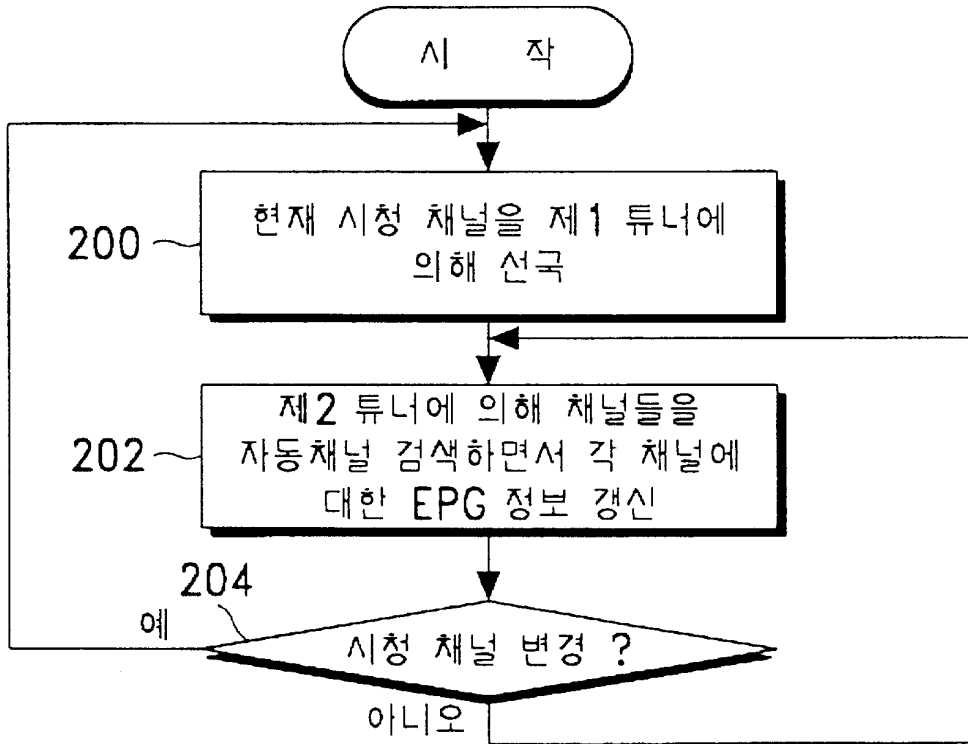 시 작
200
현재 시청 채널을 제1 튜너에
의해 선국
202
제2 튜너에 의해 채널들을
자동채널 검색하면서 각 채널에
대한 EPG 정보 갱신
204
예
시청 채널 변경 ?
아니오